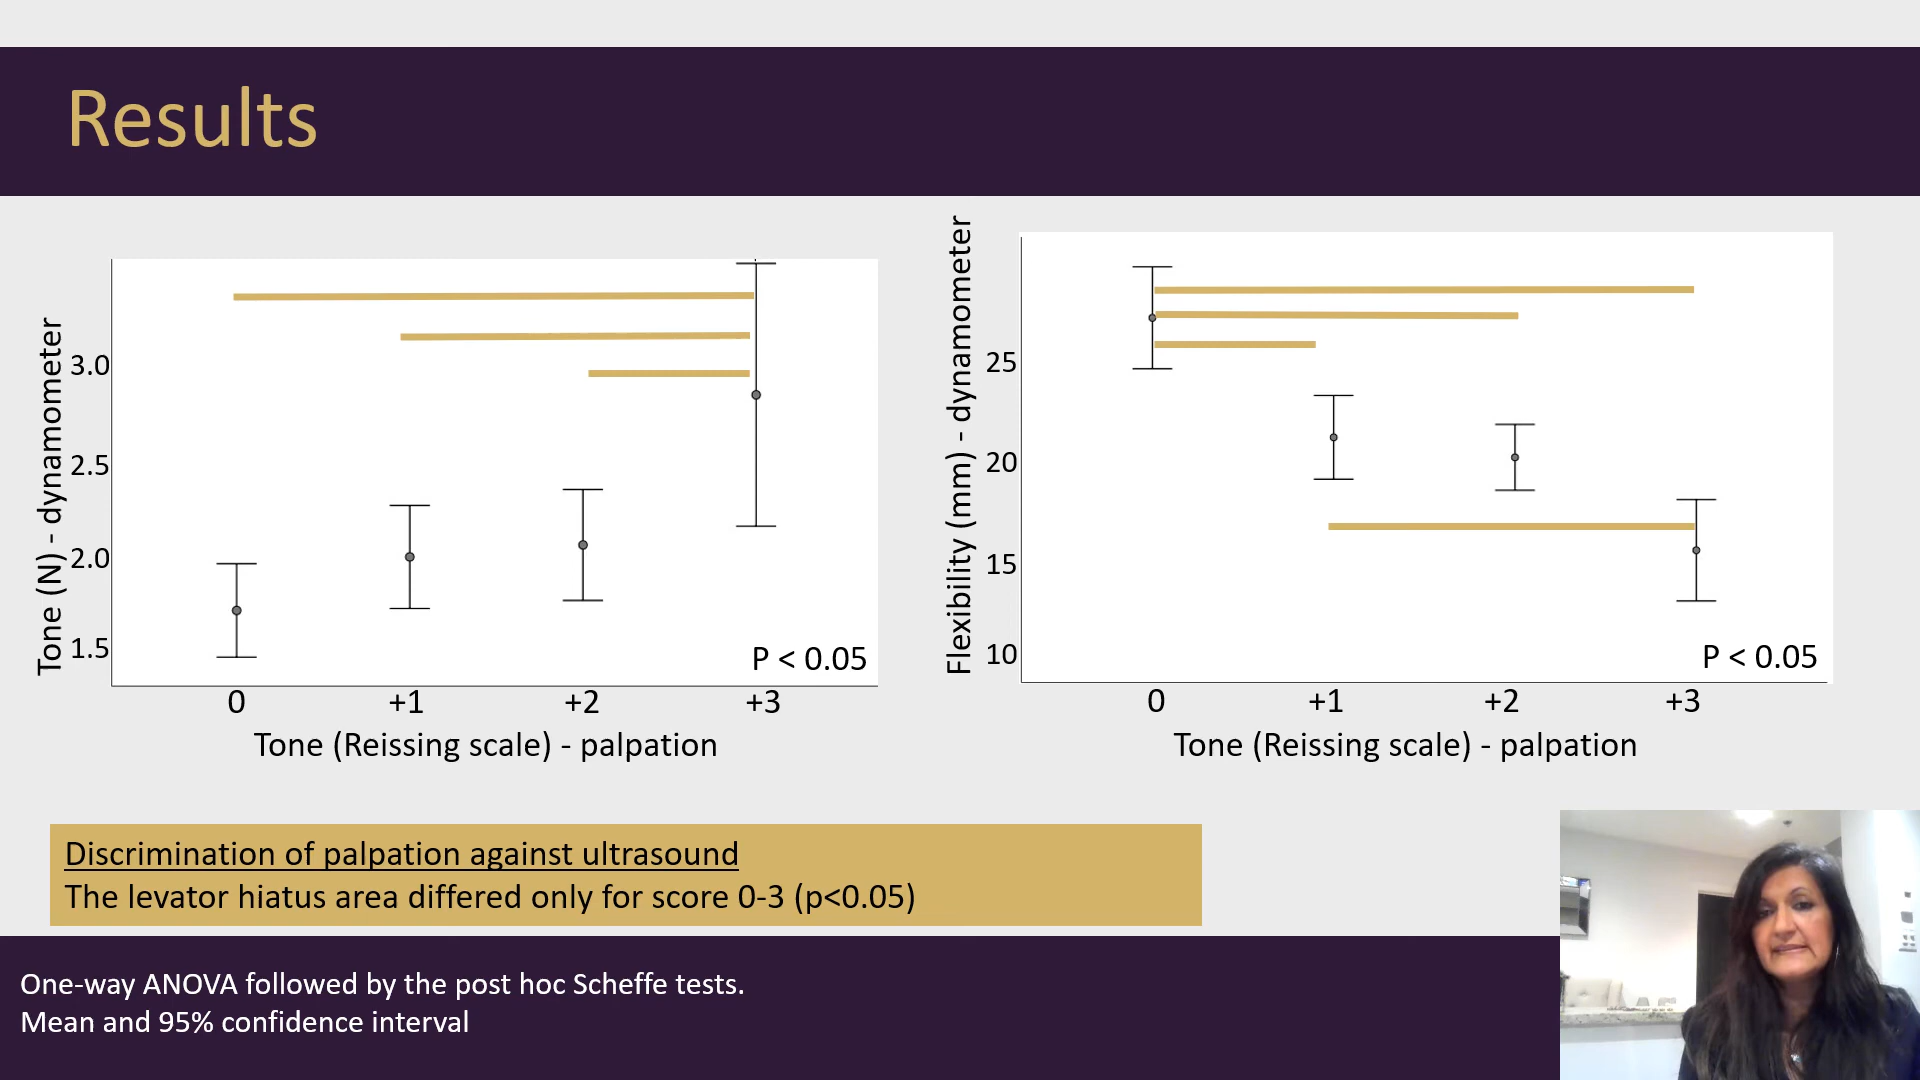 Results
Tone (N) - dynamometer
3.0
2.5
2.0
1.5
P < 0.05
0 +1 +2 +3
Tone (Reissing scale) - palpation
Flexibility (mm) - dynamometer
25
20
15
10
P < 0.05
0 +1 +2 +3
Tone (Reissing scale) - palpation
Discrimination of palpation against ultrasound
The levator hiatus area differed only for score 0-3 (p<0.05)
One-way ANOVA followed by the post hoc Scheffe tests.
Mean and 95% confidence interval